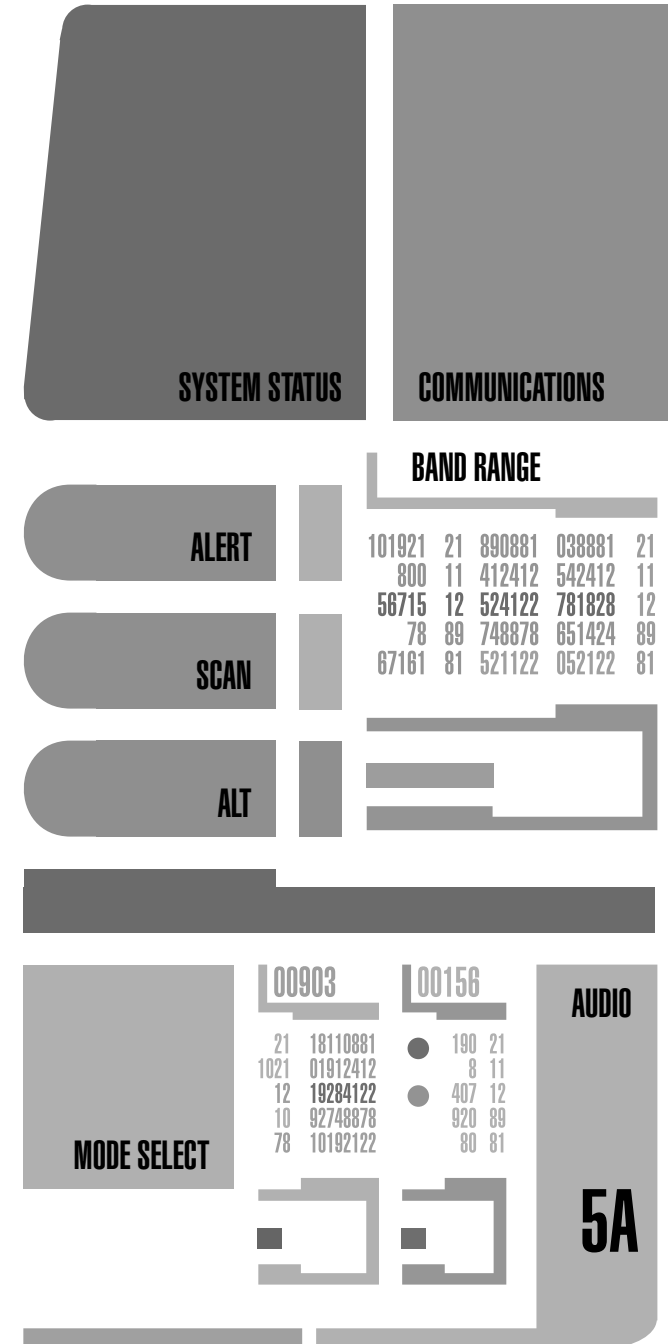 SYSTEM STATUS
COMMUNICATIONS
BAND RANGE
ALERT
101921 21 890881 038881 21
800 11 412412 542412 11
56715 12 524122 781828 12
78 89 748878 651424 89
67161 81 521122 052122 81
SCAN
ALT
00903
00156
AUDIO
21 18110881
1021 01912412
12 19284122
10 92748878
78 10192122
190 21
8 11
407 12
920 89
80 81
MODE SELECT
5A